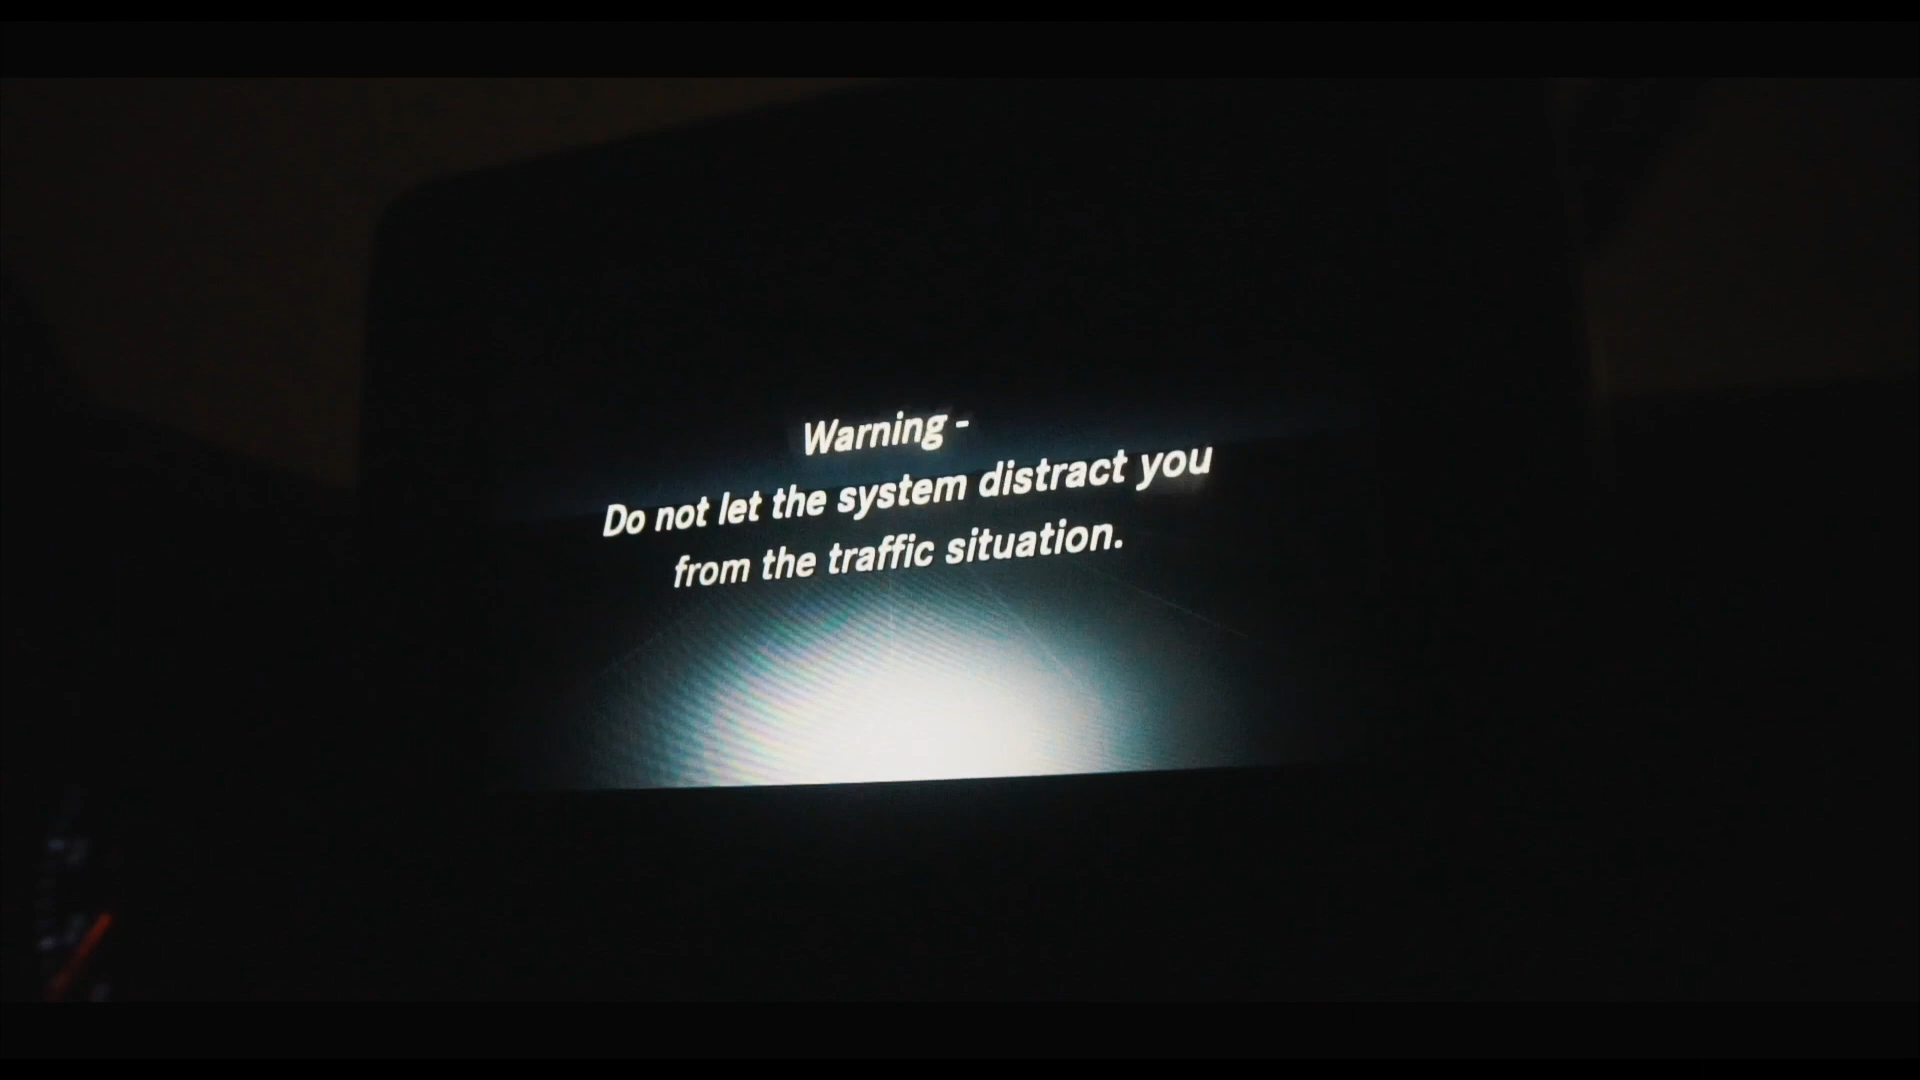 Warning -
Do not let the system distract you
from the traffic situation.